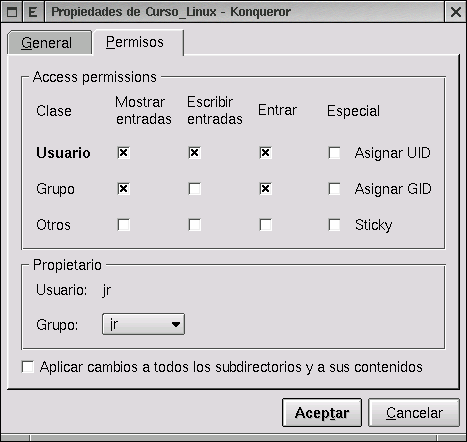 E Propiedades de Curso_Linux - Konqueror
General Permisos
Access permissions
Clase Mostrar entradas Escribir entradas Entrar Especial
Usuario Asignar UID
Grupo Asignar GID
Otros Sticky
Propietario
Usuario: jr
Grupo: jr
Aplicar cambios a todos los subdirectorios y a sus contenidos
Aceptar Cancelar